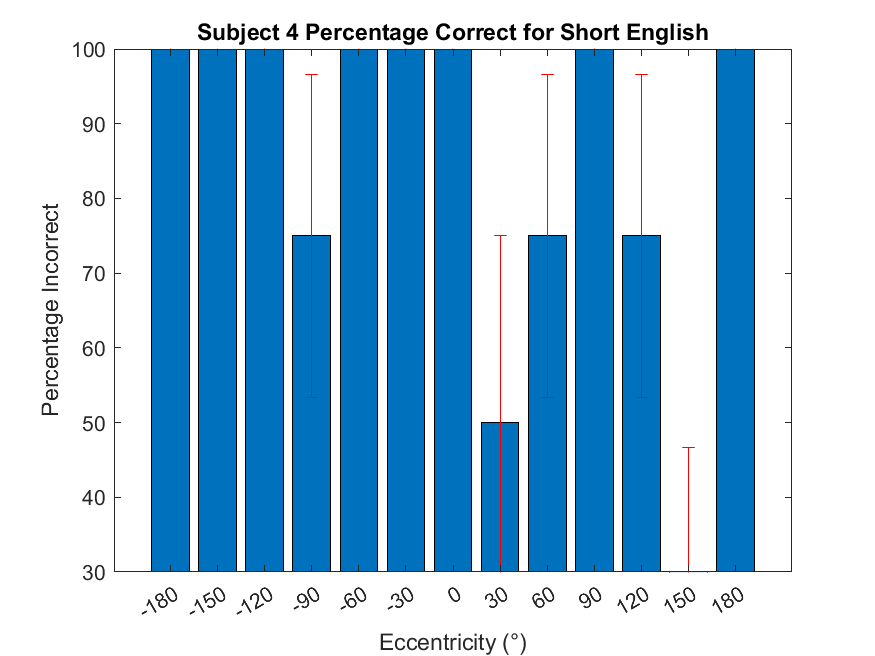 Subject 4 Percentage Correct for Short English
100
90
80
70
60
50
40
30
Percentage Incorrect
-180 -150 -120 -90 -60 -30 0 30 60 90 120 150 180
Eccentricity (°)